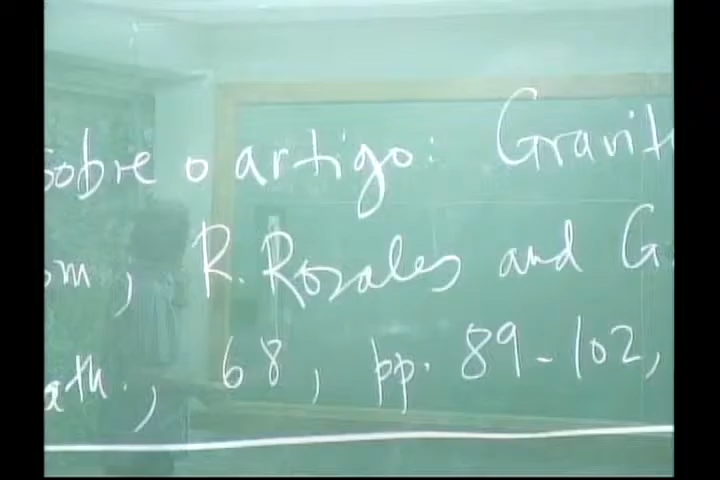 sobre o artigo: Gravit
om, R. Rosales and G.
ath., 68, pp. 89-102,